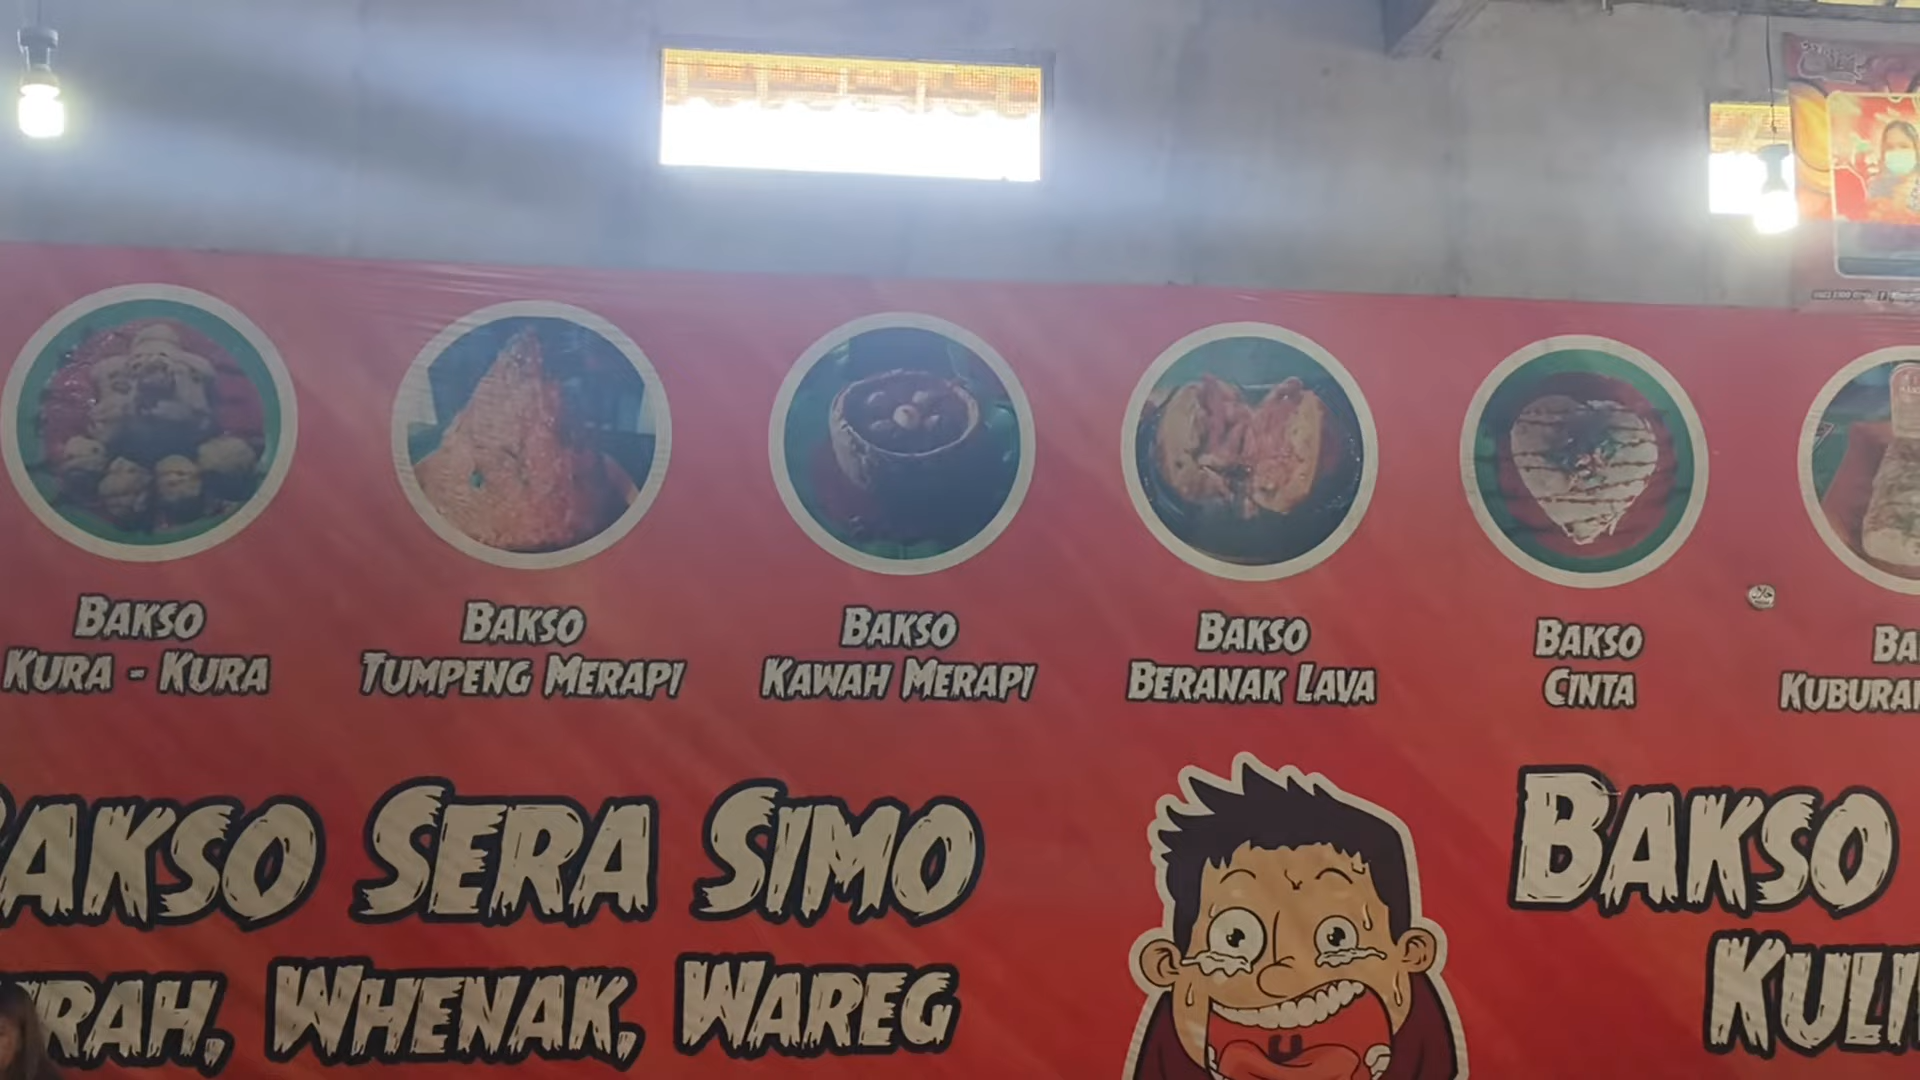 BAKSO
KURA - KURA
BAKSO
TUMPENG MERAPI
BAKSO
KAWAH MERAPI
BAKSO
BERANAK LAVA
BAKSO
CINTA
BA
KUBURA
BAKSO SERA SIMO
RAH, WHENAK, WAREG
BAKSO
KULI